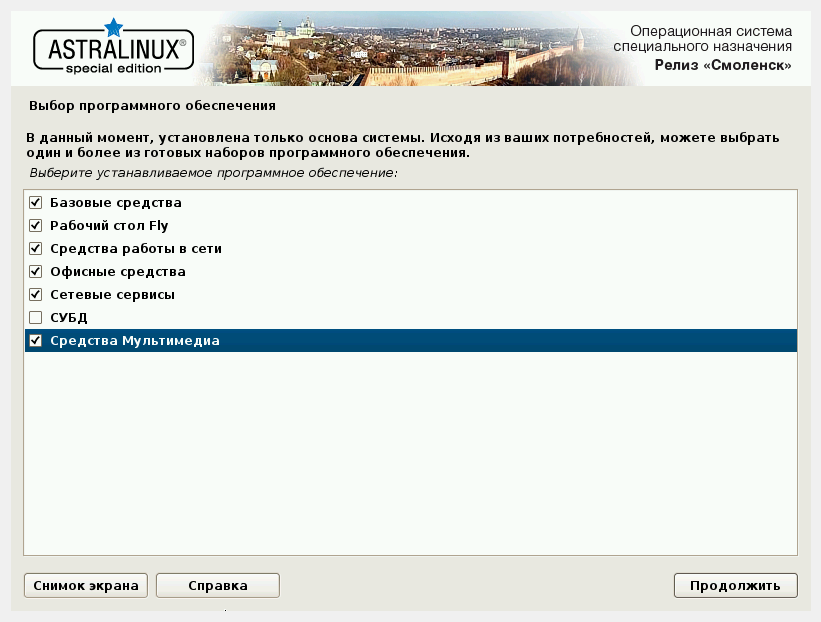 ASTRALINUX®
special edition
Операционная система
специального назначения
Релиз «Смоленск»
Выбор программного обеспечения
В данный момент, установлена только основа системы. Исходя из ваших потребностей, можете выбрать
один и более из готовых наборов программного обеспечения.
Выберите устанавливаемое программное обеспечение:
Базовые средства
Рабочий стол Fly
Средства работы в сети
Офисные средства
Сетевые сервисы
СУБД
Средства Мультимедиа
Снимок экрана
Справка
Продолжить